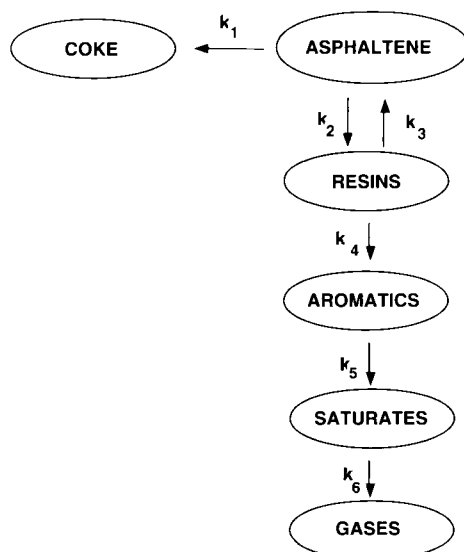 COKE
k1
ASPHALTENE
k2
k3
RESINS
k4
AROMATICS
k5
SATURATES
k6
GASES